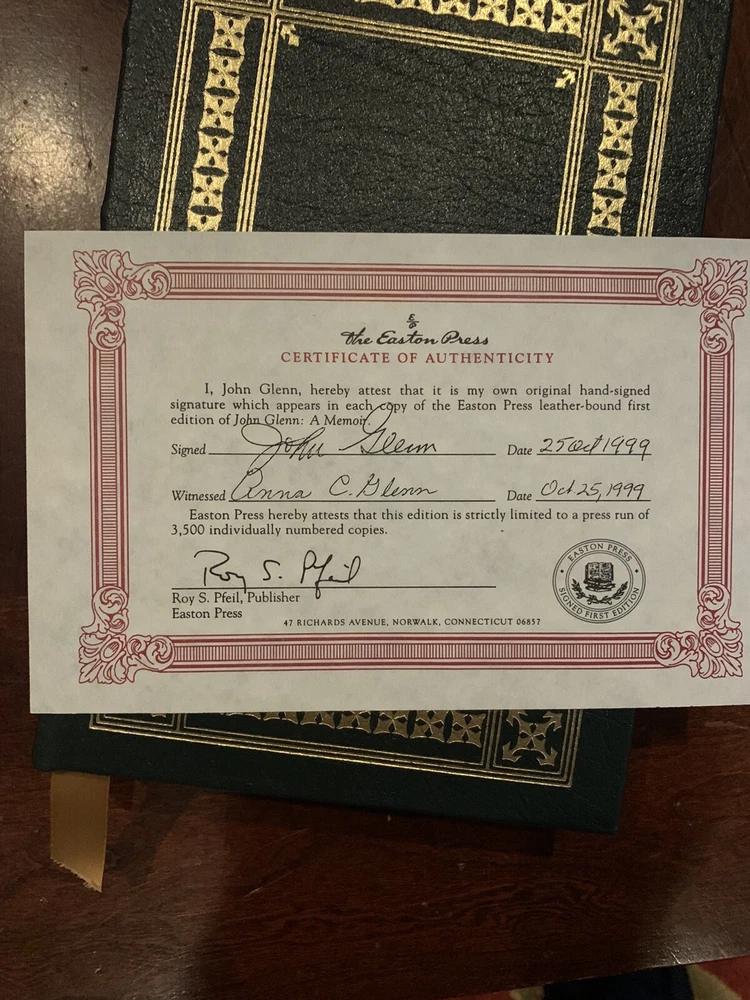 E
P
The Easton Press
CERTIFICATE OF AUTHENTICITY
I, John Glenn, hereby attest that it is my own original hand-signed
signature which appears in each copy of the Easton Press leather-bound first
edition of John Glenn: A Memoir.
Signed John Glenn Date 25 Oct 1999
Witnessed Anna C. Glenn Date Oct 25, 1999
Easton Press hereby attests that this edition is strictly limited to a press run of
3,500 individually numbered copies.
Roy S. Pfeil
Roy S. Pfeil, Publisher
Easton Press
EASTON PRESS
SIGNED FIRST EDITION
47 RICHARDS AVENUE, NORWALK, CONNECTICUT 06857